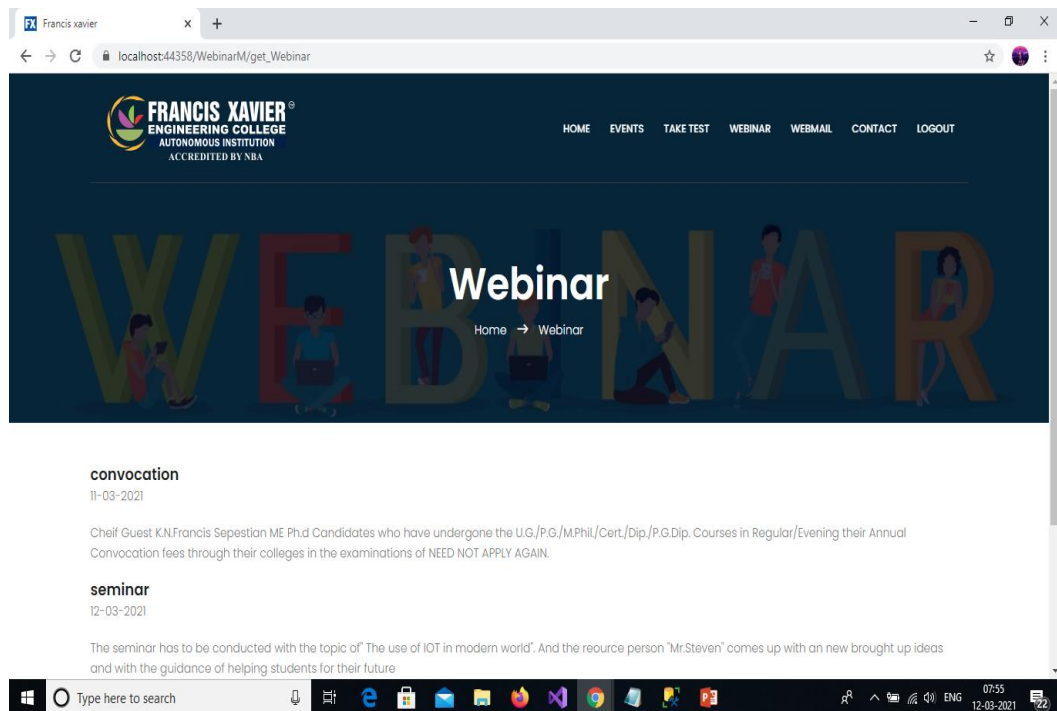 FX Francis xavier
localhost:44358/WebinarM/get_Webinar
FRANCIS XAVIER ®
ENGINEERING COLLEGE
AUTONOMOUS INSTITUTION
ACCREDITED BY NBA
HOME EVENTS TAKE TEST WEBINAR WEBMAIL CONTACT LOGOUT
WEBINAR
Webinar
Home → Webinar
convocation
11-03-2021
Cheif Guest K.N.Francis Sepestian ME Ph.d Candidates who have undergone the U.G./P.G./M.Phil./Cert./Dip./P.G.Dip. Courses in Regular/Evening their Annual
Convocation fees through their colleges in the examinations of NEED NOT APPLY AGAIN.
seminar
12-03-2021
The seminar has to be conducted with the topic of" The use of IOT in modern world". And the reource person "Mr.Steven" comes up with an new brought up ideas
and with the guidance of helping students for their future
Type here to search
ENG
07:55
12-03-2021
22